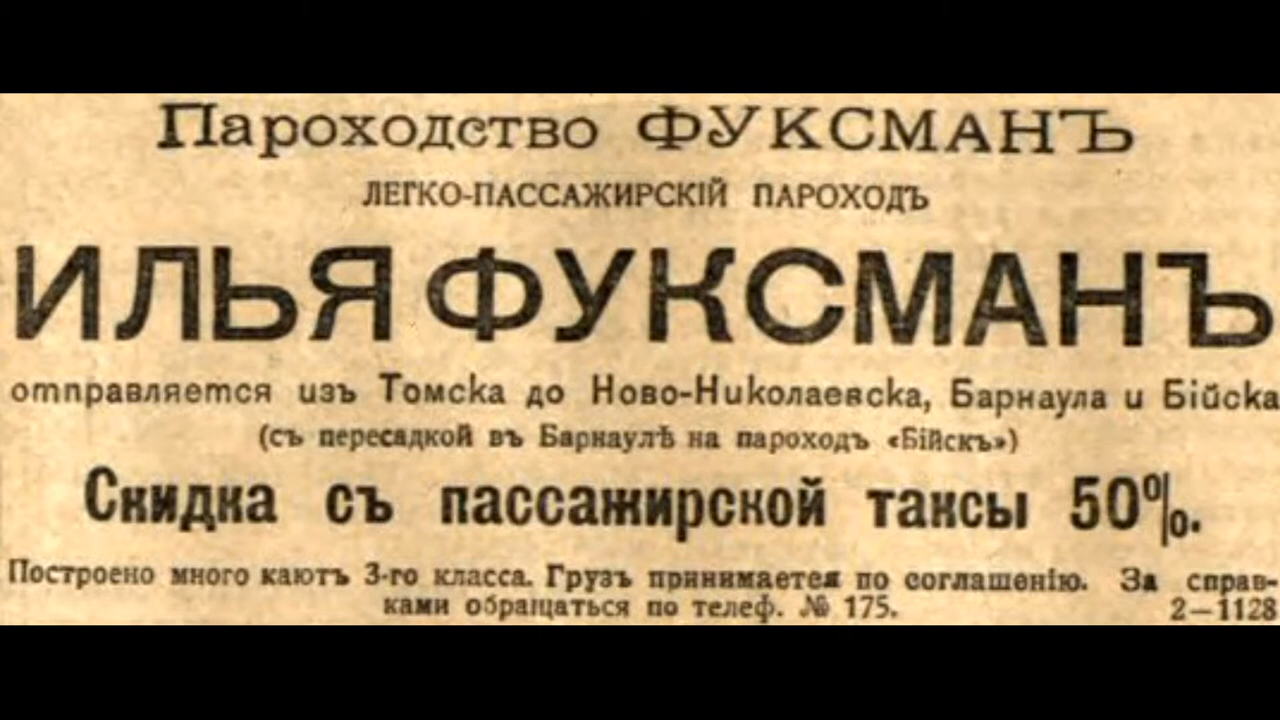 Пароходство ФУКСМАНЪ
ЛЕГКО-ПАССАЖИРСКІЙ ПАРОХОДЪ
ИЛЬЯ ФУКСМАНЪ
отправляется изъ Томска до Ново-Николаевска, Барнаула и Бійска
(съ пересадкой въ Барнаулѣ на пароходъ «Бійскъ»)
Скидка съ пассажирской таксы 50%.
Построено много каютъ 3-го класса. Грузъ принимается по соглашенію. За справ-
ками обращаться по телеф. № 175. 2—1128